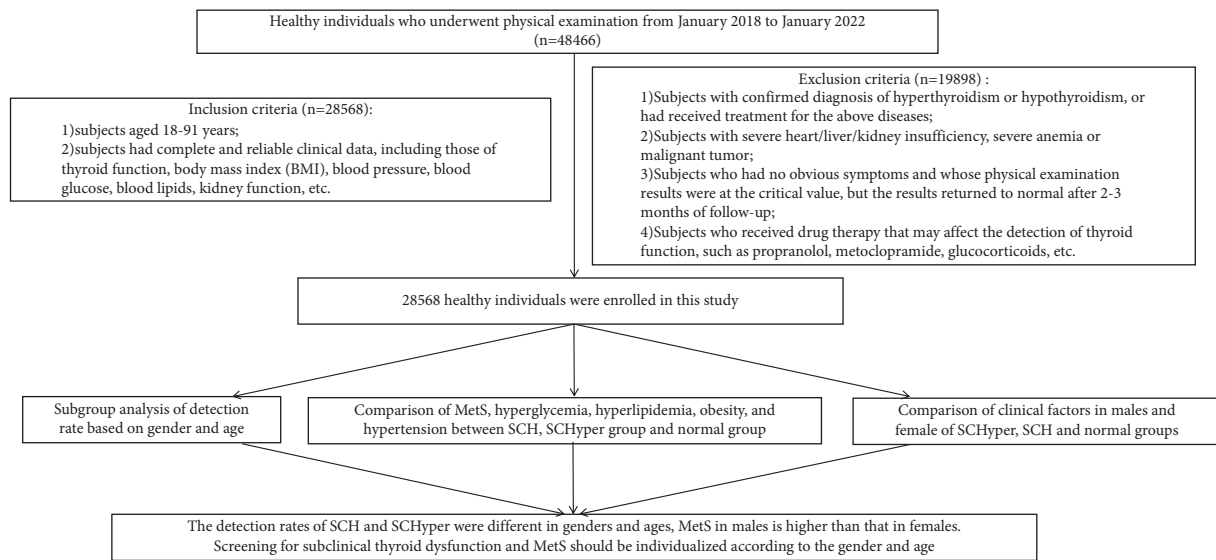 Healthy individuals who underwent physical examination from January 2018 to January 2022
(n=48466)
Inclusion criteria (n=28568):
1)subjects aged 18-91 years;
2)subjects had complete and reliable clinical data, including those of
thyroid function, body mass index (BMI), blood pressure, blood
glucose, blood lipids, kidney function, etc.
Exclusion criteria (n=19898) :
1)Subjects with confirmed diagnosis of hyperthyroidism or hypothyroidism, or
had received treatment for the above diseases;
2)Subjects with severe heart/liver/kidney insufficiency, severe anemia or
malignant tumor;
3)Subjects who had no obvious symptoms and whose physical examination
results were at the critical value, but the results returned to normal after 2-3
months of follow-up;
4)Subjects who received drug therapy that may affect the detection of thyroid
function, such as propranolol, metoclopramide, glucocorticoids, etc.
28568 healthy individuals were enrolled in this study
Subgroup analysis of detection
rate based on gender and age
Comparison of MetS, hyperglycemia, hyperlipidemia, obesity, and
hypertension between SCH, SCHyper group and normal group
Comparison of clinical factors in males and
female of SCHyper, SCH and normal groups
The detection rates of SCH and SCHyper were different in genders and ages, MetS in males is higher than that in females.
Screening for subclinical thyroid dysfunction and MetS should be individualized according to the gender and age